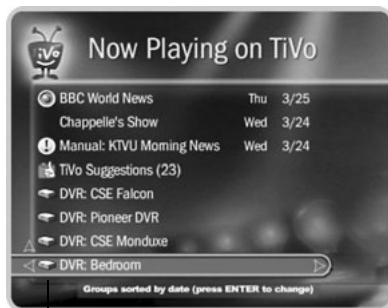 TiVo
Now Playing on TiVo
BBC World News Thu 3/25
Chappelle's Show Wed 3/24
Manual: KTVU Morning News Wed 3/24
TiVo Suggestions (23)
DVR: CSE Falcon
DVR: Pioneer DVR
DVR: CSE Monduxe
DVR: Bedroom
Groups sorted by date (press ENTER to change)